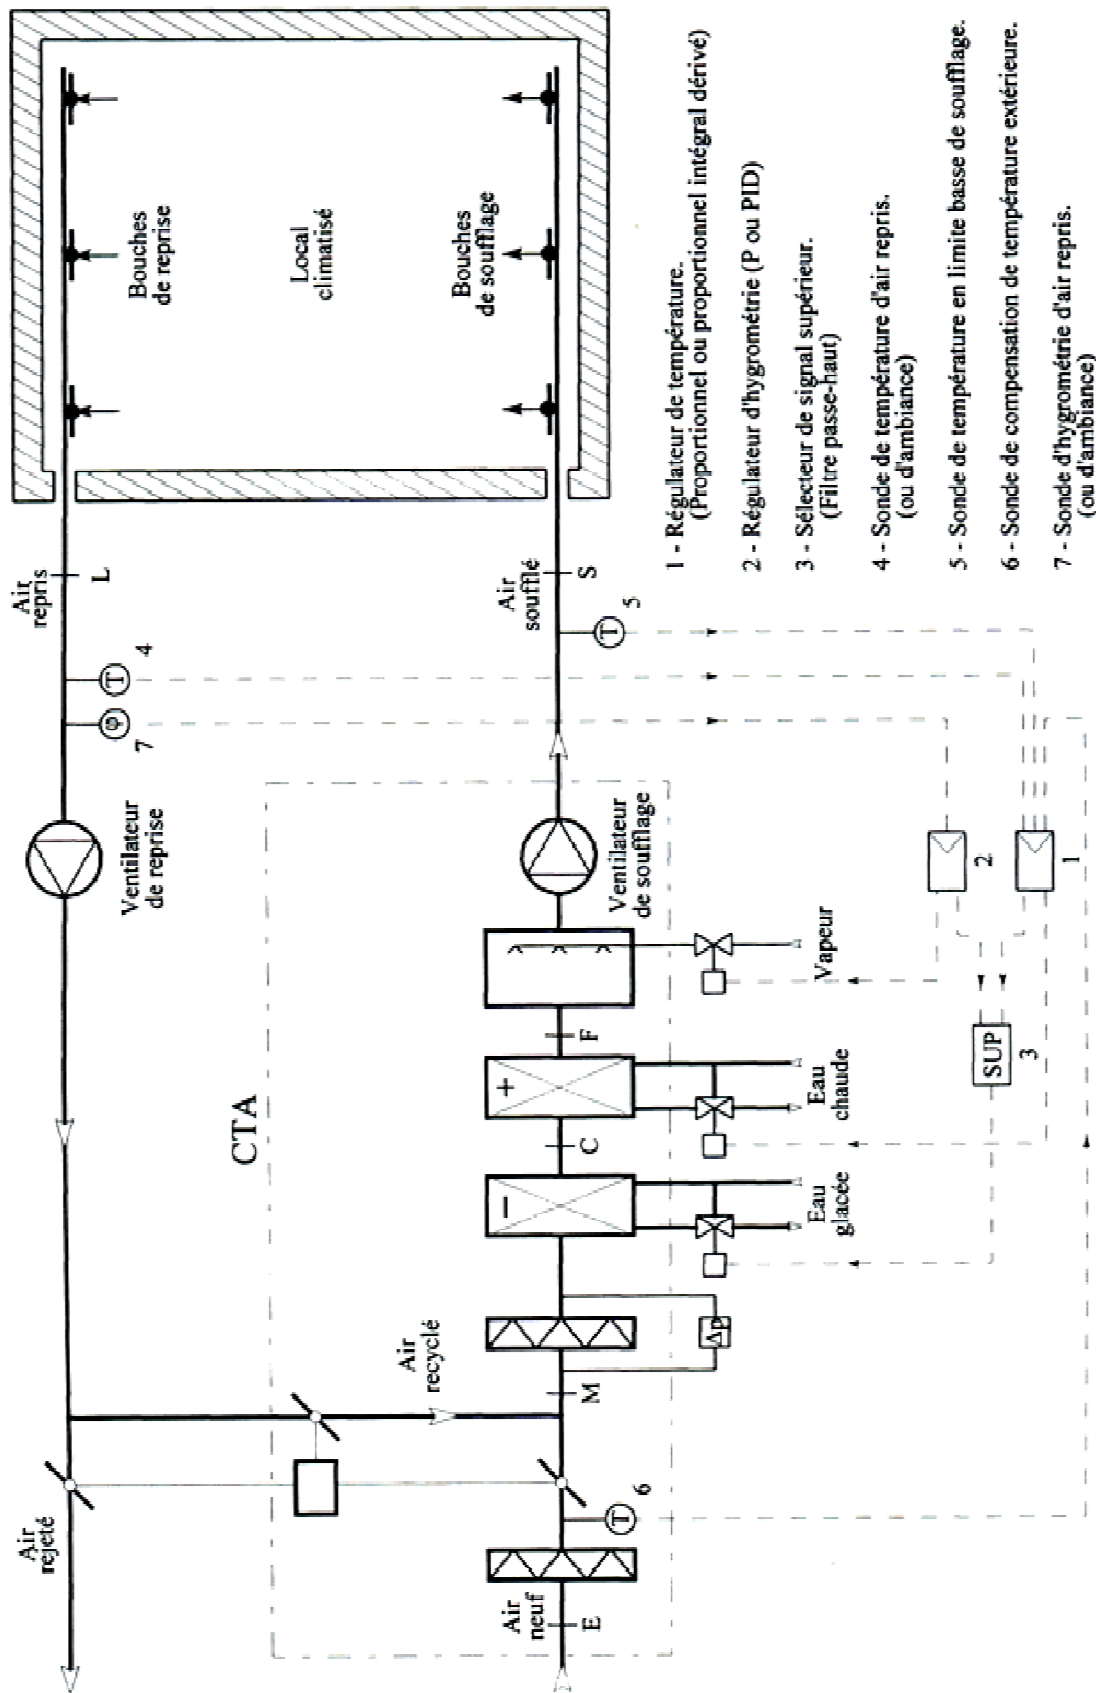 Air
rejeté
Air
neuf
E
T
6
M
Air
recyclé
Δp
CTA
-
C
+
F
Eau
glacée
Eau
chaude
Vapeur
SUP
3
2
1
Ventilateur
de soufflage
Ventilateur
de reprise
φ
7
T
4
T
5
Air
repris
L
Air
soufflé
S
Bouches
de reprise
Local
climatisé
Bouches
de soufflage
1 - Régulateur de température.
(Proportionnel ou proportionnel intégral dérivé)
2 - Régulateur d'hygrométrie (P ou PID)
3 - Sélecteur de signal supérieur.
(Filtre passe-haut)
4 - Sonde de température d'air repris.
(ou d'ambiance)
5 - Sonde de température en limite basse de soufflage.
6 - Sonde de compensation de température extérieure.
7 - Sonde d'hygrométrie d'air repris.
(ou d'ambiance)